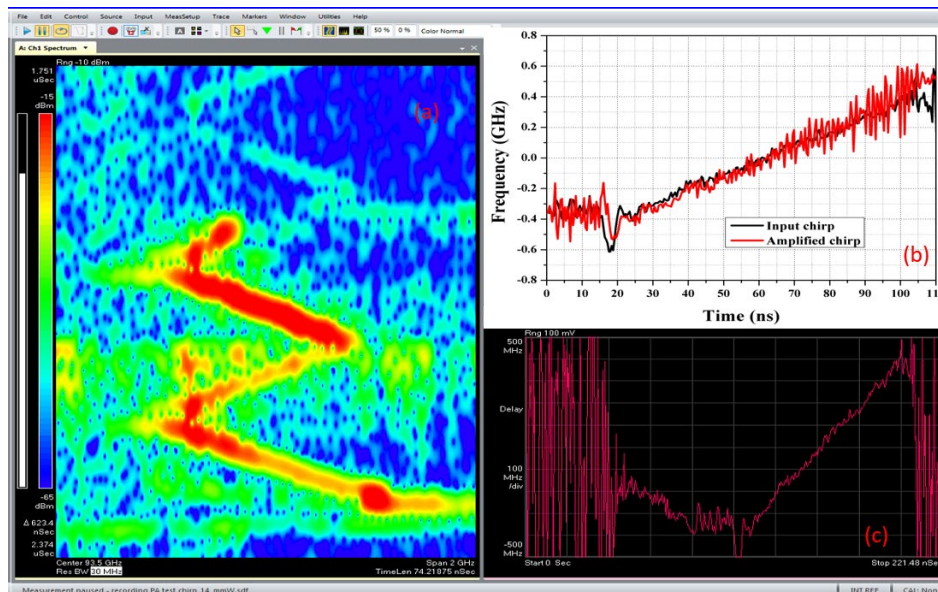 File Edit Control Source Input MeasSetup Trace Markers Window Utilities Help
50 % 0 % Color Normal
A: Ch1 Spectrum
Rng -10 dBm
1.751
uSec
-15
dBm
(a)
-65
dBm
Δ 623.4
nSec
2.374
uSec
Center 93.5 GHz
Span 2 GHz
Res BW 30 MHz
TimeLen 74.21875 nSec
Measurement paused - recording PA test chirp_14_mmW.sdf
INT REF
0.8
0.6
0.4
0.2
0.0
-0.2
-0.4
-0.6
-0.8
Frequency (GHz)
Input chirp
Amplified chirp
(b)
0 10 20 30 40 50 60 70 80 90 100 11
Time (ns)
Rng 100 mV
500
MHz
Delay
100
MHz
/div
-500
MHz
(c)
Start 0 Sec
Stop 221.48 nSe